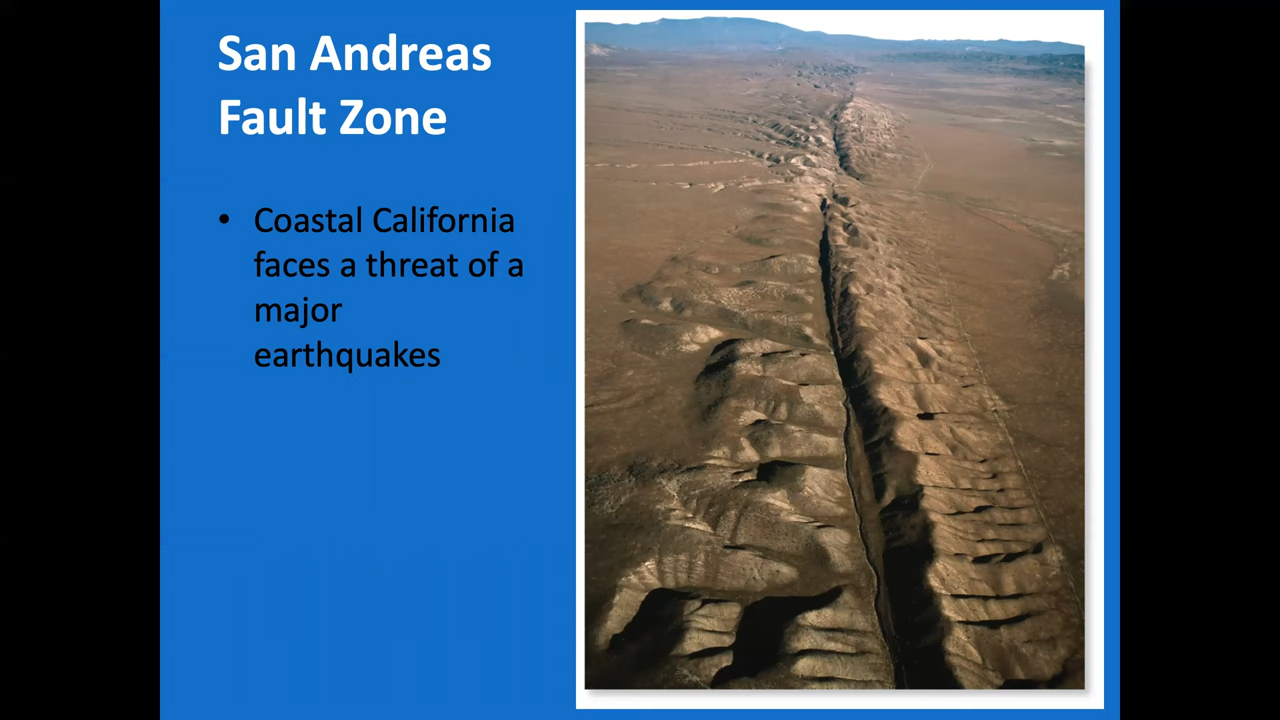 San Andreas
Fault Zone
• Coastal California
faces a threat of a
major
earthquakes